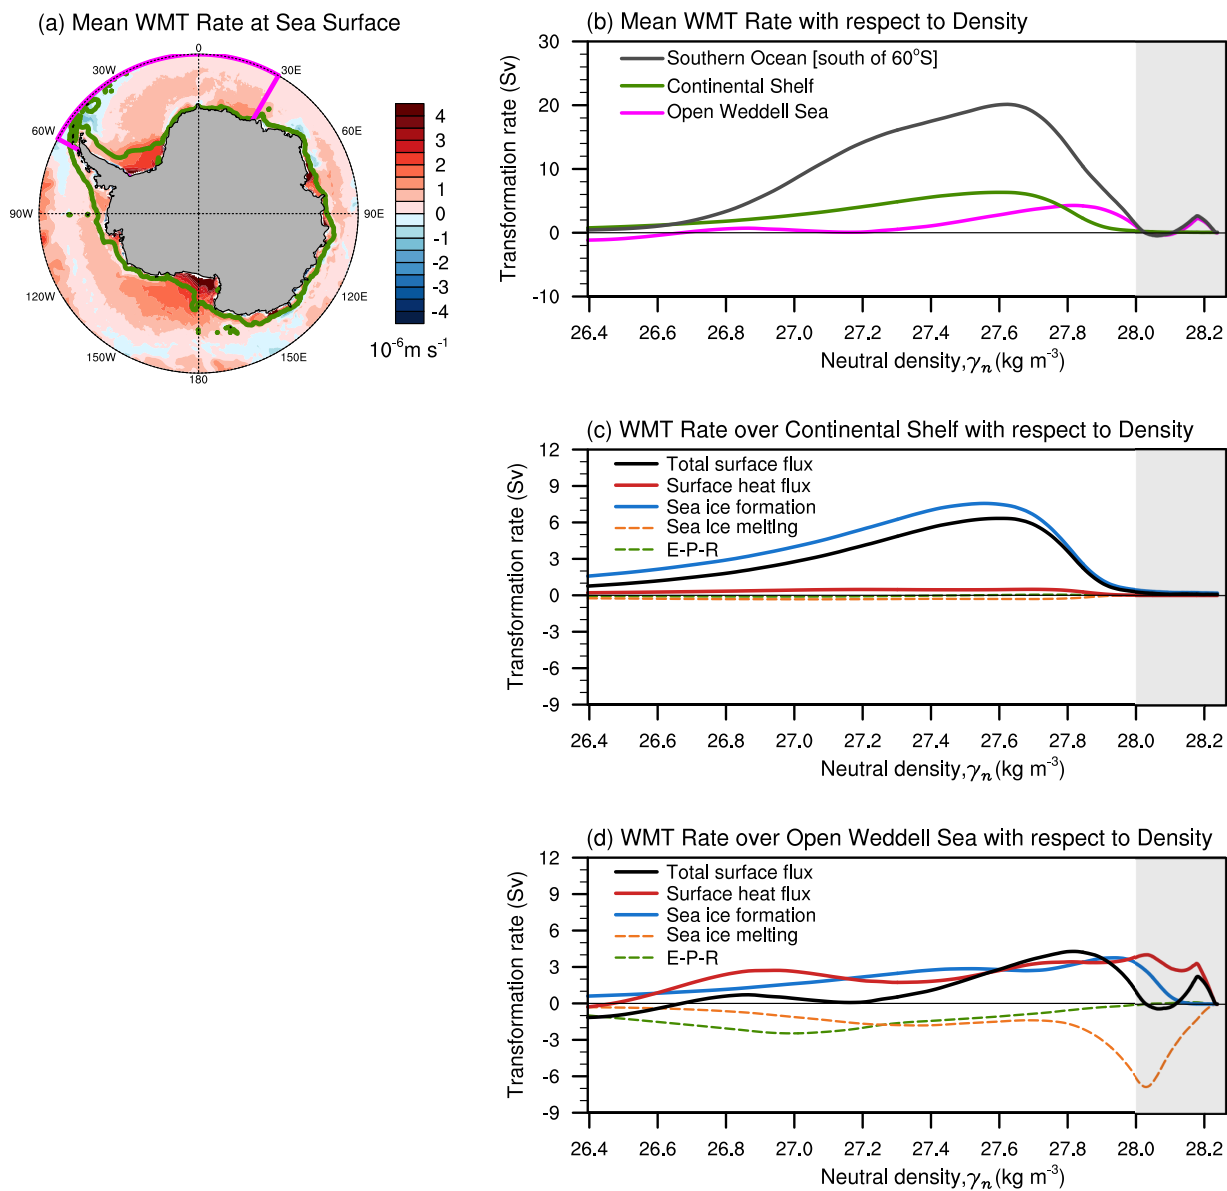 (a) Mean WMT Rate at Sea Surface
0
30W
30E
60W
60E
90W
90E
120W
120E
150W
150E
180
4
3
2
1
0
-1
-2
-3
-4
10⁻⁶m s⁻¹
(b) Mean WMT Rate with respect to Density
Transformation rate (Sv)
30
20
10
0
-10
Southern Ocean [south of 60°S]
Continental Shelf
Open Weddell Sea
26.4 26.6 26.8 27.0 27.2 27.4 27.6 27.8 28.0 28.2
Neutral density,γₙ(kg m⁻³)
(c) WMT Rate over Continental Shelf with respect to Density
Transformation rate (Sv)
12
9
6
3
0
-3
-6
-9
Total surface flux
Surface heat flux
Sea ice formation
Sea ice melting
E-P-R
26.4 26.6 26.8 27.0 27.2 27.4 27.6 27.8 28.0 28.2
Neutral density,γₙ(kg m⁻³)
(d) WMT Rate over Open Weddell Sea with respect to Density
Transformation rate (Sv)
12
9
6
3
0
-3
-6
-9
Total surface flux
Surface heat flux
Sea ice formation
Sea ice melting
E-P-R
26.4 26.6 26.8 27.0 27.2 27.4 27.6 27.8 28.0 28.2
Neutral density,γₙ(kg m⁻³)